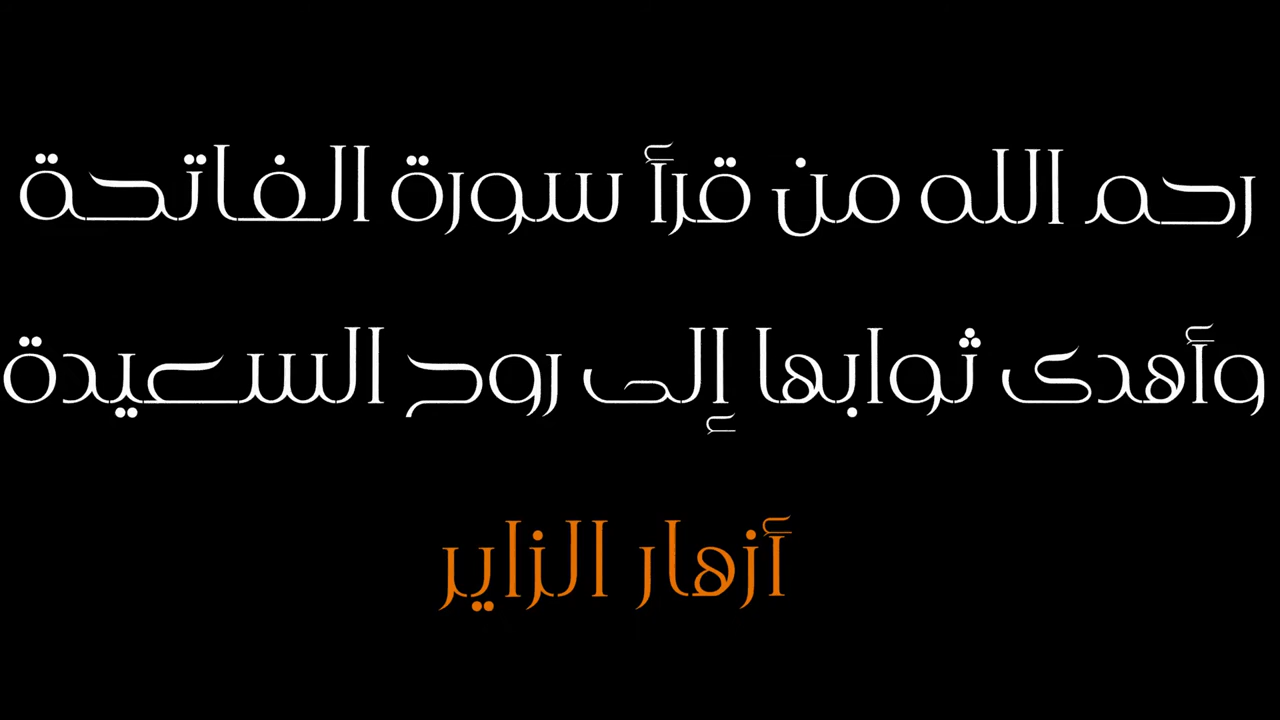 رحم الله من قرأ سورة الفاتحة
وأهدى ثوابها إلى روح السعيدة
أزهار الزاير